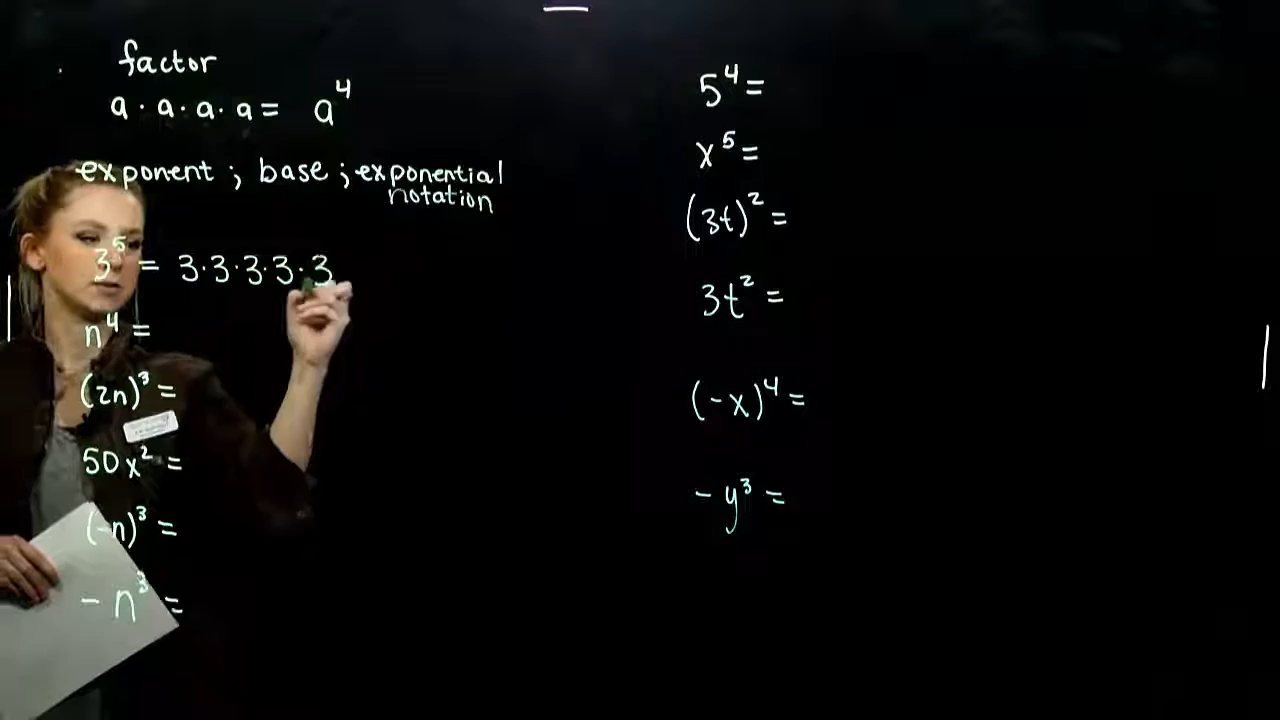 factor
a · a · a · a = a⁴
exponent ; base ; exponential
notation
3⁵ = 3·3·3·3·3
n⁴ =
(2n)³ =
50x² =
(-n)³ =
- n³ =
5⁴ =
x⁵ =
(3t)² =
3t² =
(-x)⁴ =
- y³ =